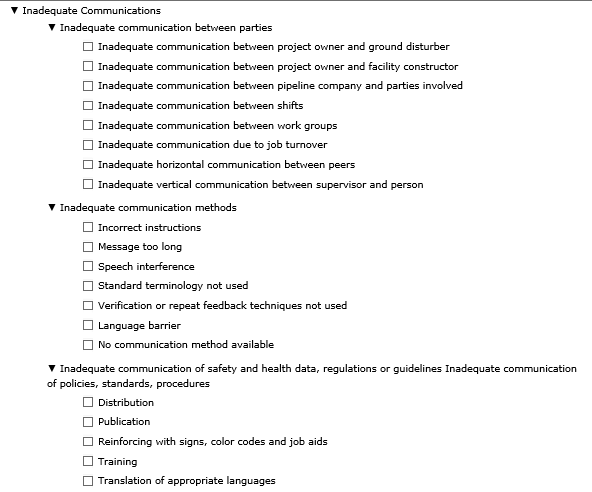 Inadequate Communications
Inadequate communication between parties
Inadequate communication between project owner and ground disturber
Inadequate communication between project owner and facility constructor
Inadequate communication between pipeline company and parties involved
Inadequate communication between shifts
Inadequate communication between work groups
Inadequate communication due to job turnover
Inadequate horizontal communication between peers
Inadequate vertical communication between supervisor and person
Inadequate communication methods
Incorrect instructions
Message too long
Speech interference
Standard terminology not used
Verification or repeat feedback techniques not used
Language barrier
No communication method available
Inadequate communication of safety and health data, regulations or guidelines Inadequate communication
of policies, standards, procedures
Distribution
Publication
Reinforcing with signs, color codes and job aids
Training
Translation of appropriate languages